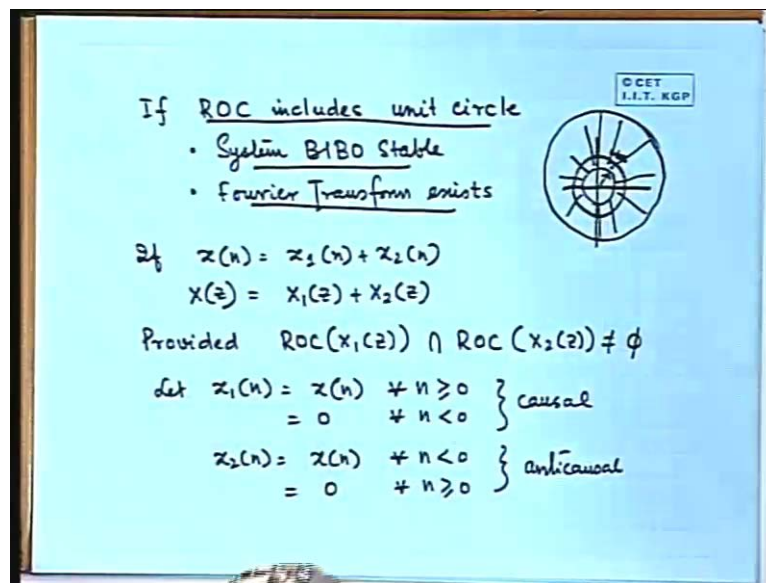 © CET
I.I.T. KGP
If ROC includes unit circle
• System BIBO Stable
• Fourier Transform exists
If x(n) = x₁(n) + x₂(n)
X(z) = X₁(z) + X₂(z)
Provided ROC(X₁(z)) ∩ ROC(X₂(z)) ≠ ϕ
Let x₁(n) = x(n) ∀ n ≥ 0 } causal
= 0 ∀ n < 0
x₂(n) = x(n) ∀ n < 0 } anticausal
= 0 ∀ n ≥ 0